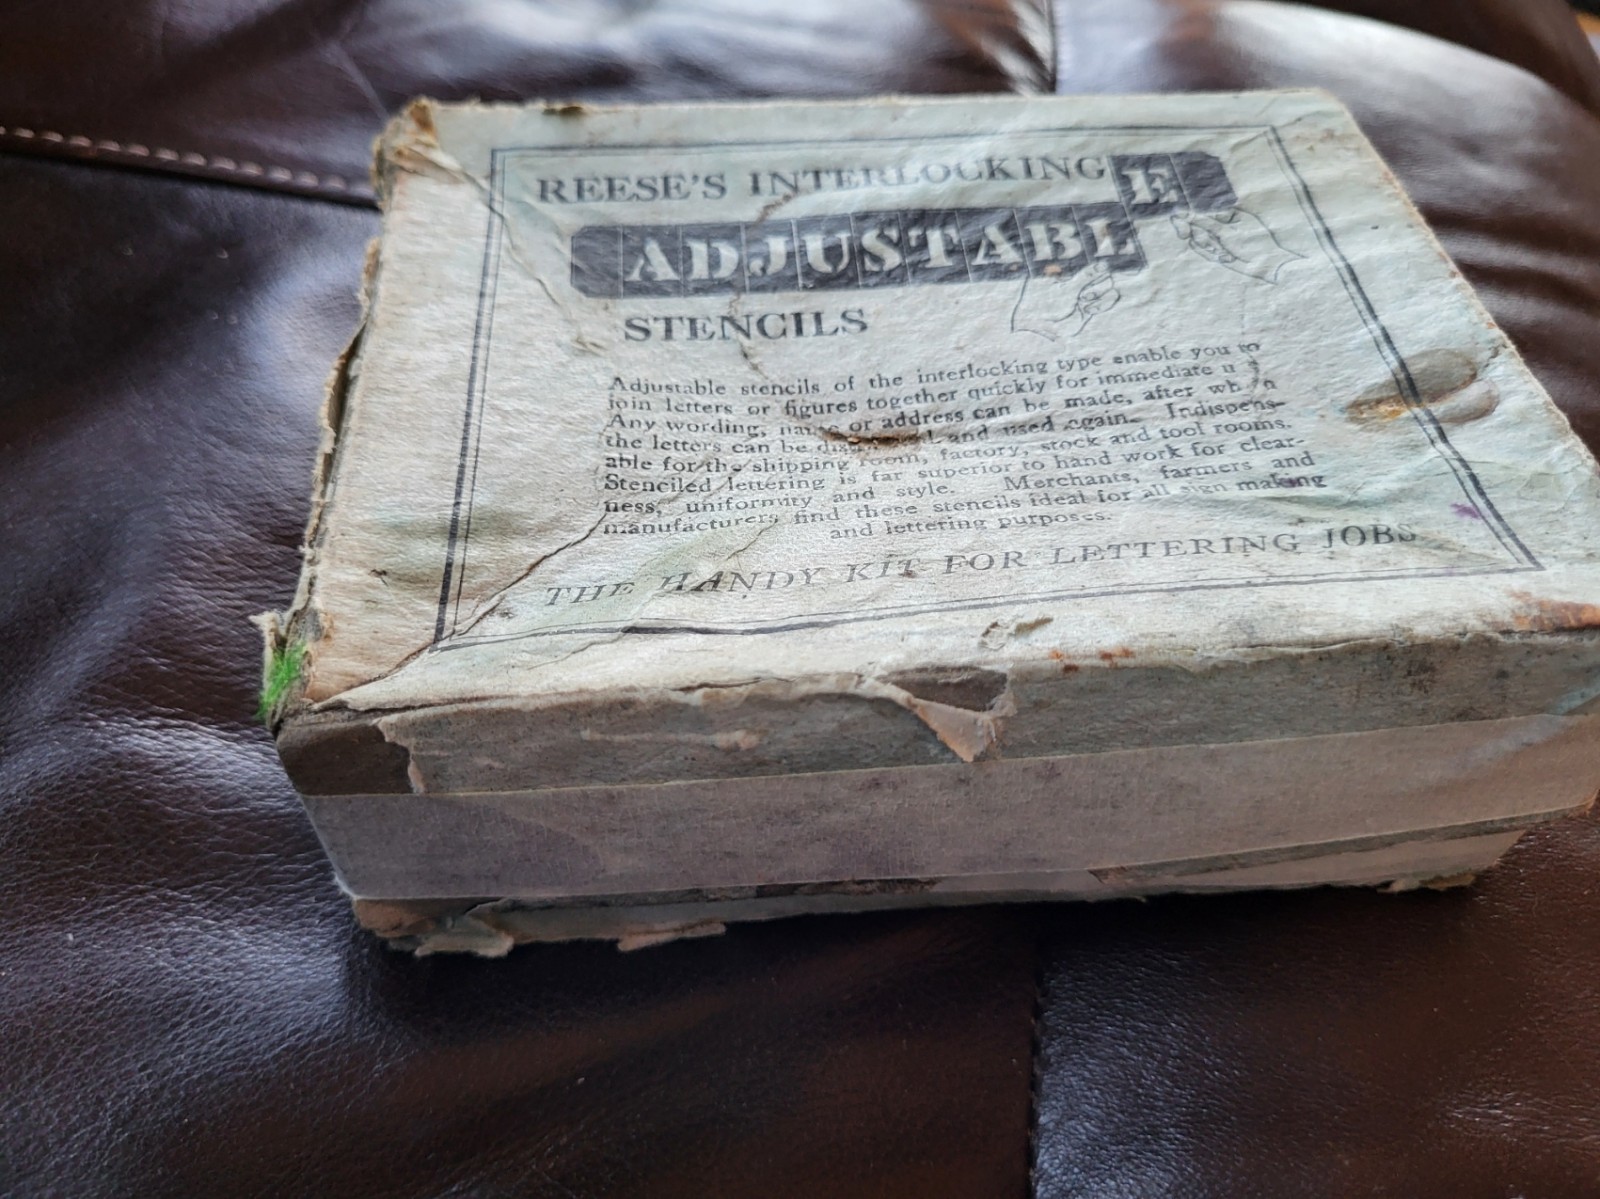 REESE'S INTERLOCKING
ADJUSTABLE
STENCILS
Adjustable stencils of the interlocking type enable you to
join letters or figures together quickly for immediate
Any wording, name or address can be made, after
the letters can be and used again. Indispens-
able for the shipping room, factory, stock and tool rooms.
Stenciled lettering is far superior to hand work for clear-
ness, uniformity and style. Merchants, farmers and
manufacturers find these stencils ideal for all sign making
and lettering purposes.
THE HANDY KIT FOR LETTERING JOBS